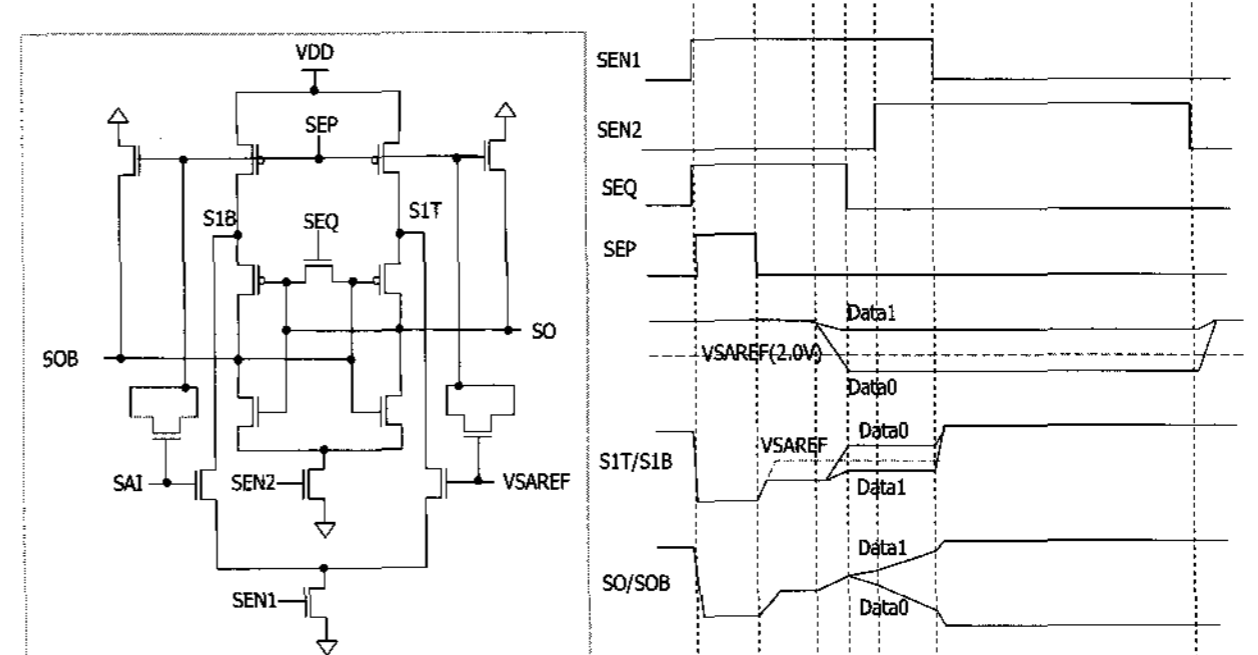 VDD
SEP
S1B
SEQ
S1T
SO
SOB
SAI
SEN2
VSAREF
SEN1
SEN1
SEN2
SEQ
SEP
Data1
VSAREF(2.0V)
Data0
S1T/S1B
VSAREF
Data0
Data1
SO/SOB
Data1
Data0